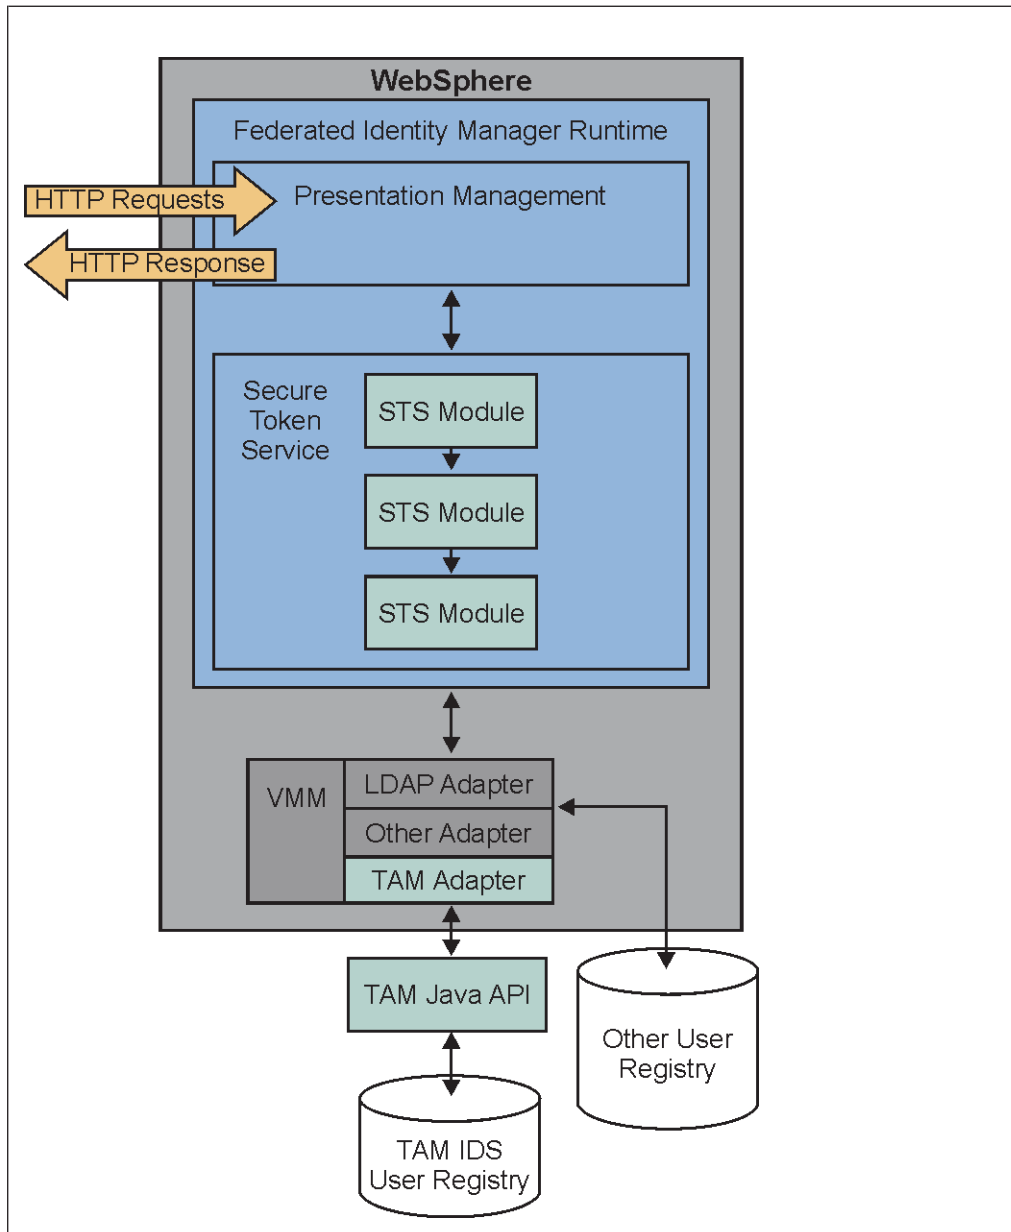 WebSphere
Federated Identity Manager Runtime
HTTP Requests
Presentation Management
HTTP Response
Secure
Token
Service
STS Module
STS Module
STS Module
VMM
LDAP Adapter
Other Adapter
TAM Adapter
TAM Java API
Other User
Registry
TAM IDS
User Registry